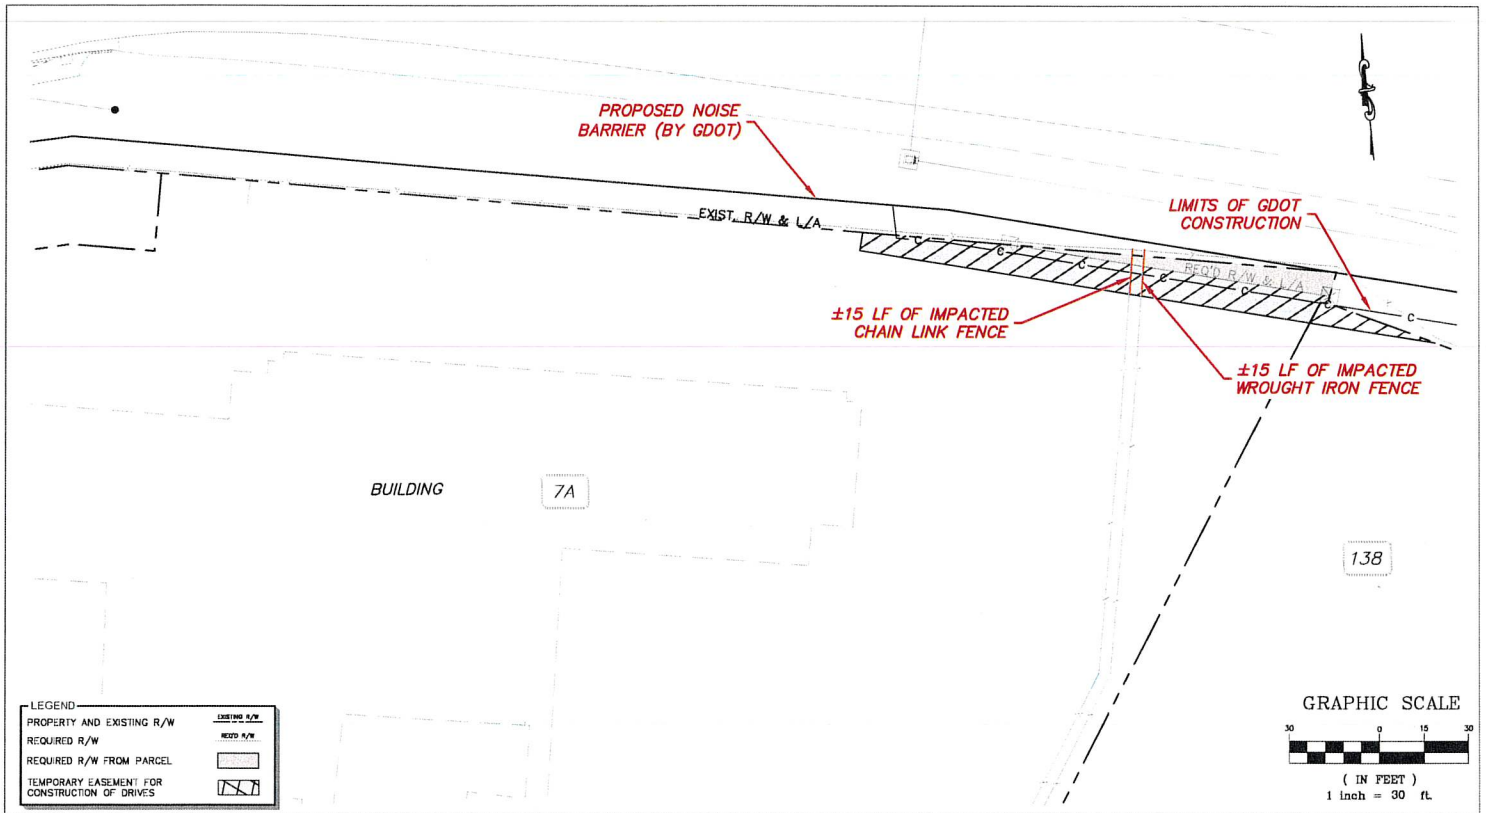 PROPOSED NOISE
BARRIER (BY GDOT)
LIMITS OF GDOT
CONSTRUCTION
EXIST. R/W & L/A
C
C
C
C
C
C
C
REQ'D R/W & L/A
±15 LF OF IMPACTED
CHAIN LINK FENCE
±15 LF OF IMPACTED
WROUGHT IRON FENCE
BUILDING
7A
138
LEGEND
PROPERTY AND EXISTING R/W
EXISTING R/W
REQUIRED R/W
REQ'D R/W
REQUIRED R/W FROM PARCEL
TEMPORARY EASEMENT FOR
CONSTRUCTION OF DRIVES
GRAPHIC SCALE
30 0 15 30
( IN FEET )
1 inch = 30 ft.